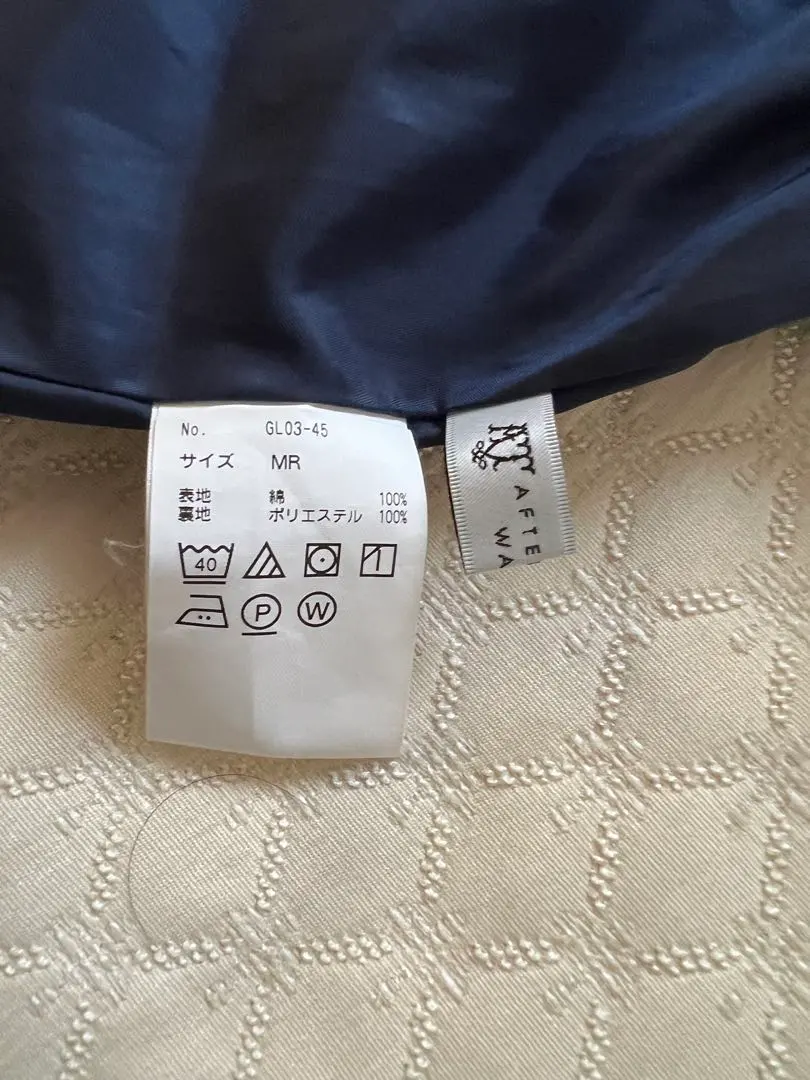 No. GL03-45
サイズ MR
表地 綿 100%
裏地 ポリエステル 100%
40
P W
AFTE
WA